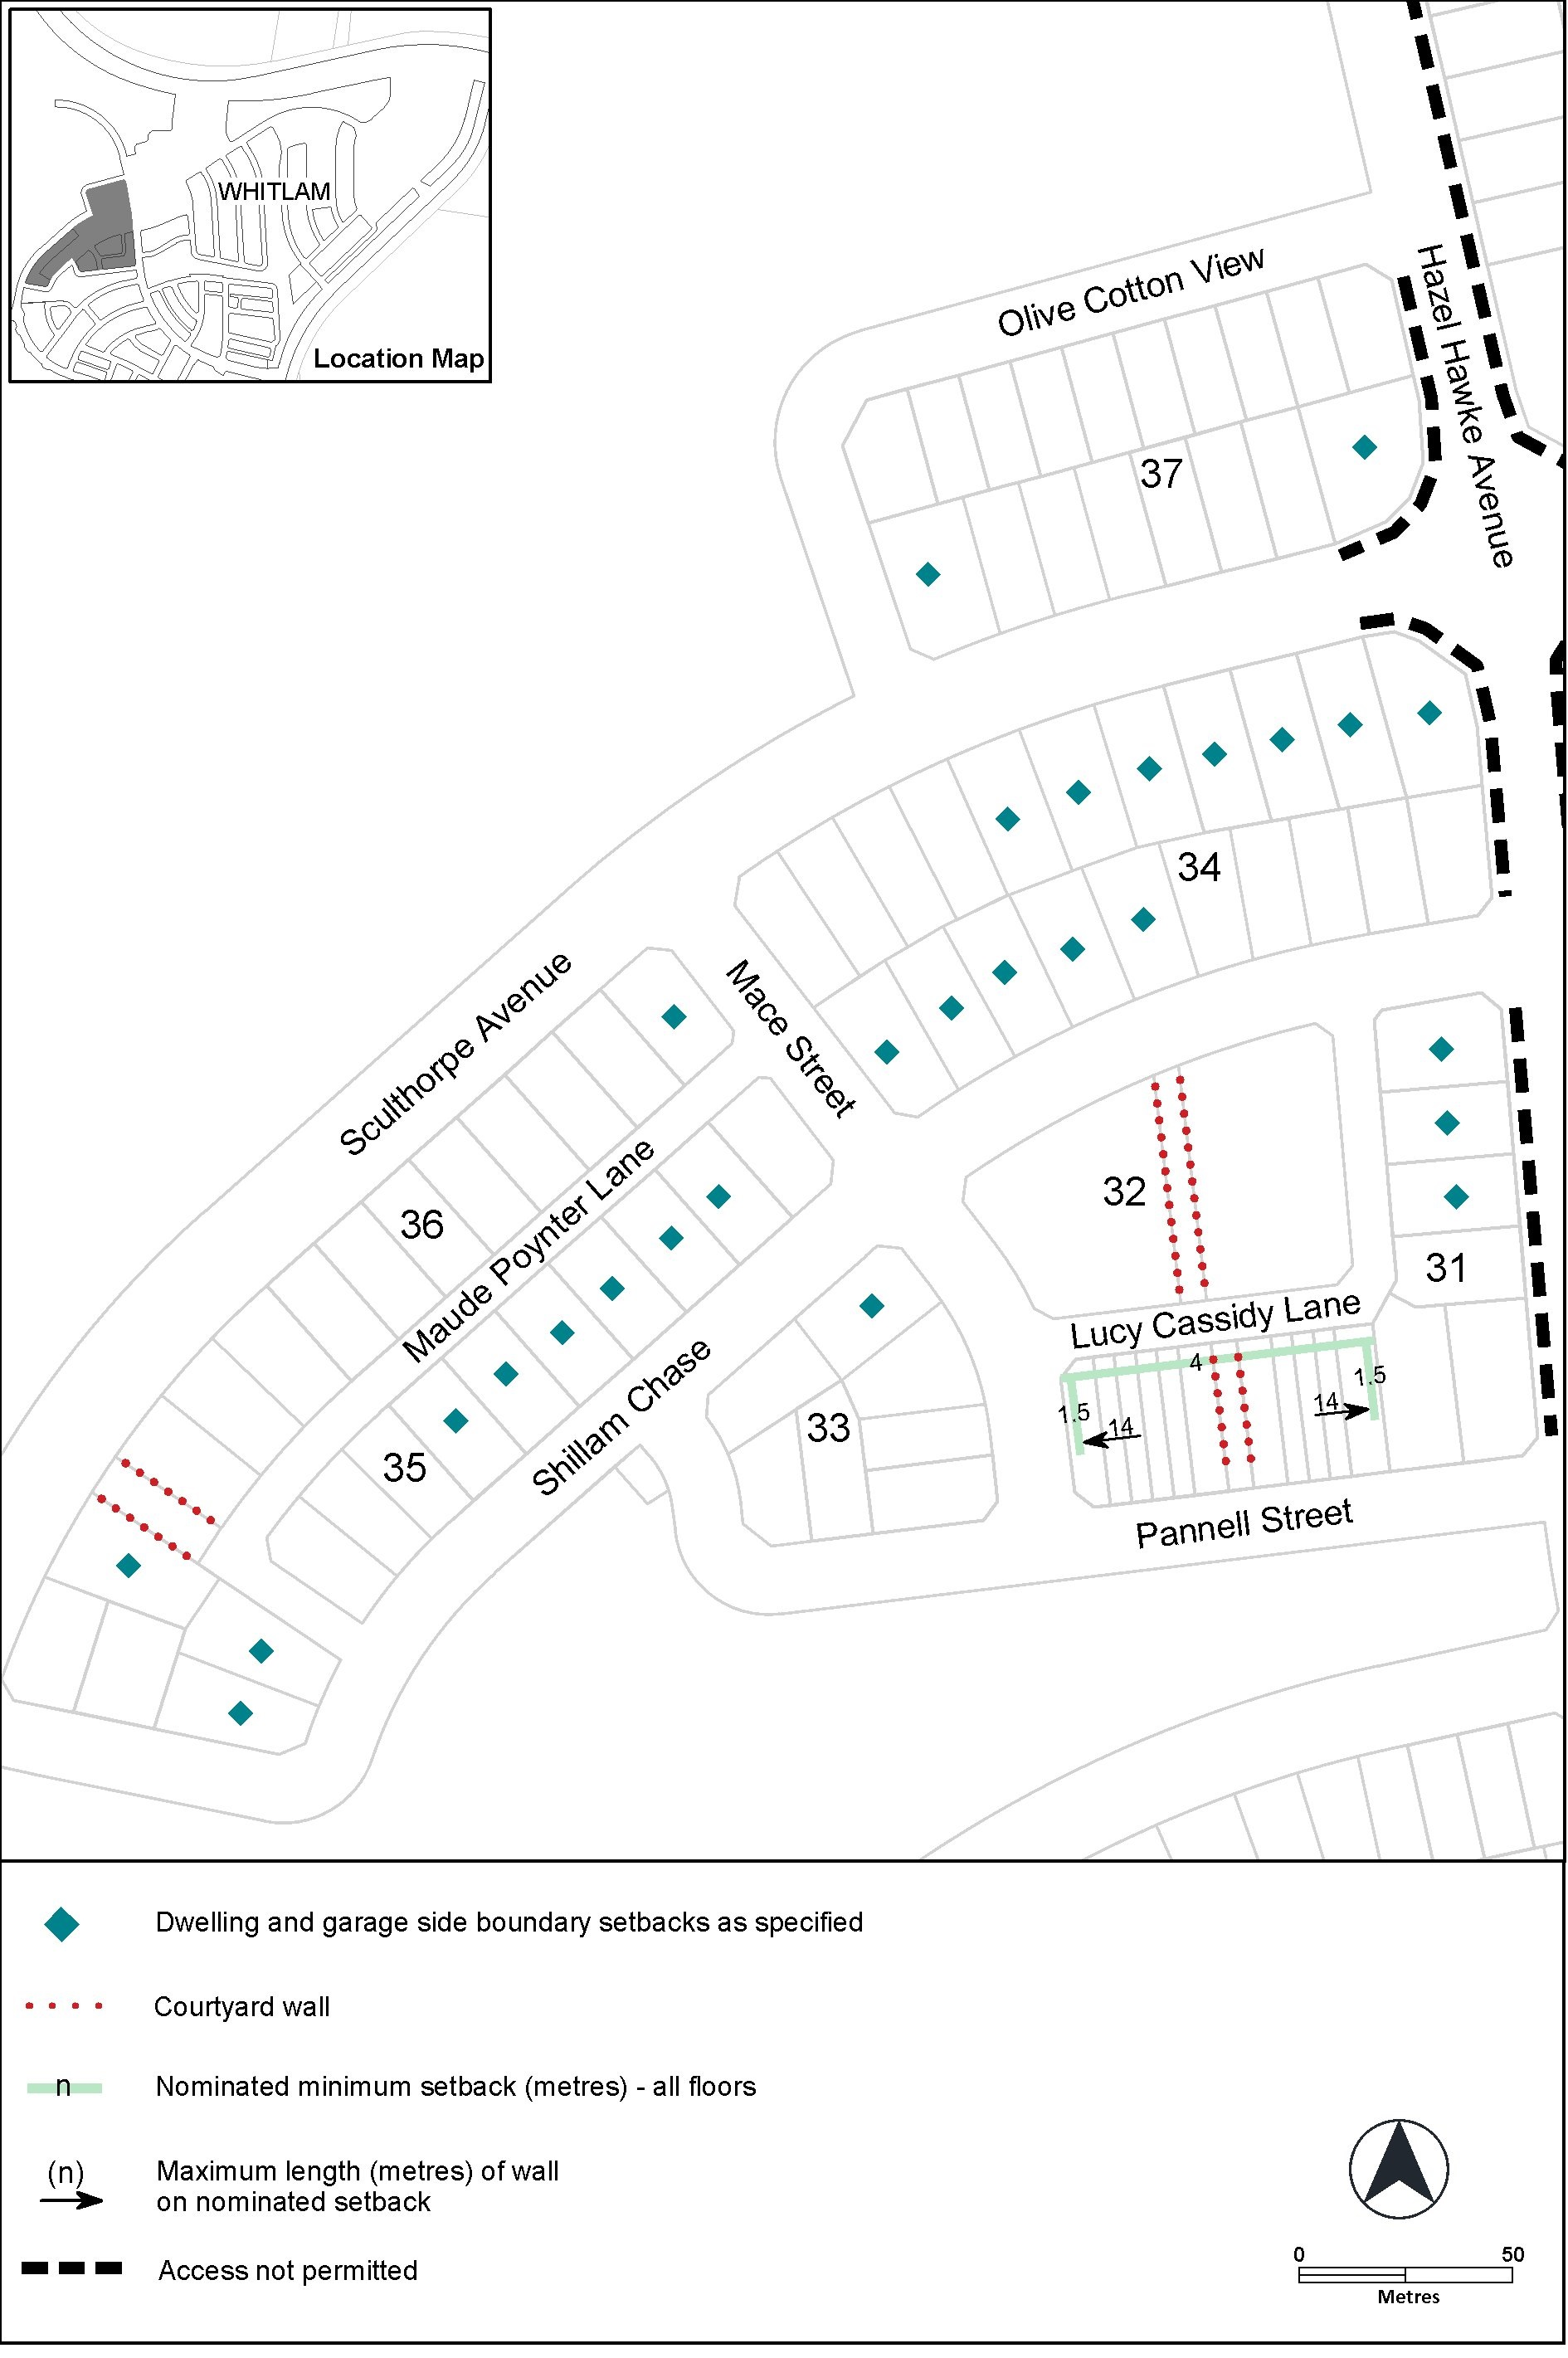 WHITLAM
Location Map
Olive Cotton View
Hazel Hawke Avenue
37
34
Sculthorpe Avenue
Mace Street
36
Maude Poynter Lane
32
31
Lucy Cassidy Lane
4
1.5
14
14
1.5
35
Shillam Chase
33
Pannell Street
Dwelling and garage side boundary setbacks as specified
Courtyard wall
n
Nominated minimum setback (metres) - all floors
(n)
Maximum length (metres) of wall
on nominated setback
Access not permitted
0
50
Metres